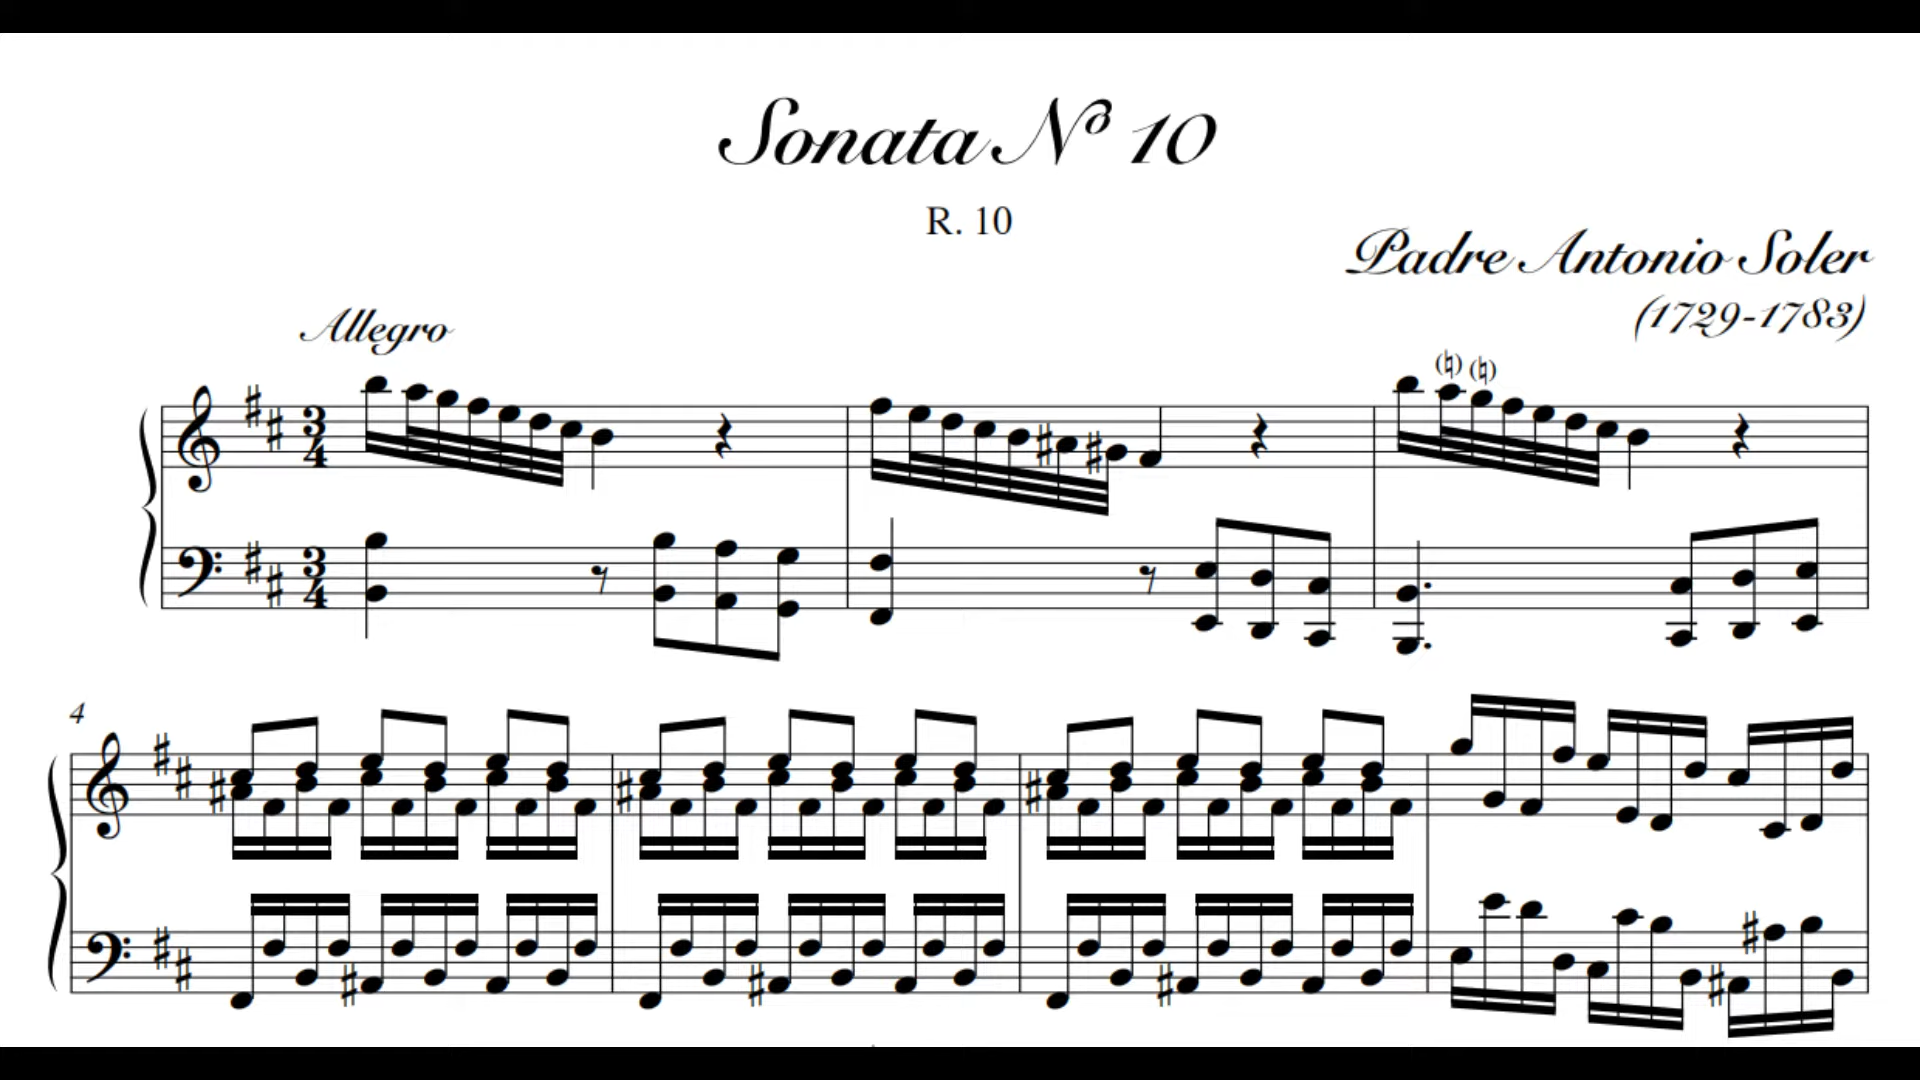 Sonata Nº 10
R. 10
Padre Antonio Soler
(1729-1783)
Allegro
4